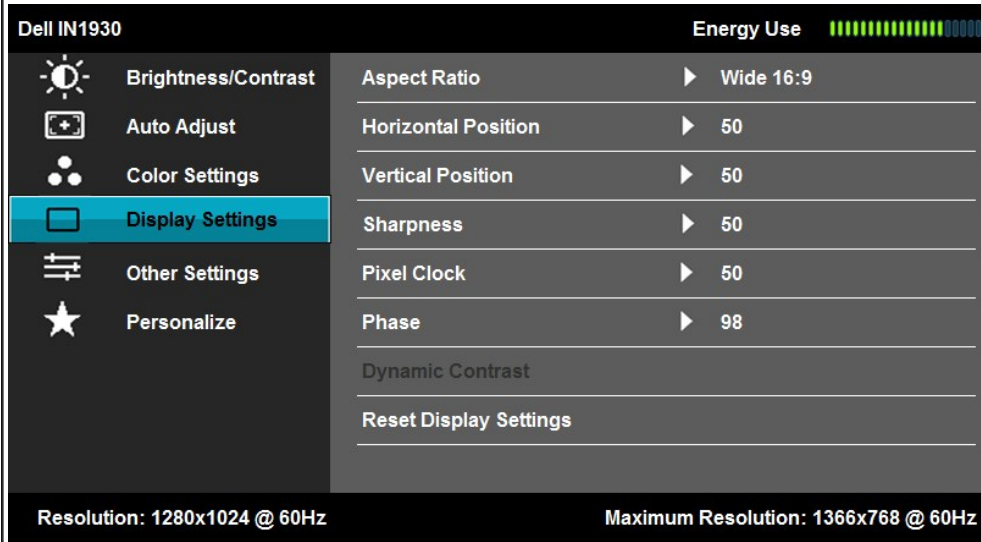 Dell IN1930 Energy Use
Brightness/Contrast Aspect Ratio Wide 16:9
Auto Adjust Horizontal Position 50
Color Settings Vertical Position 50
Display Settings Sharpness 50
Other Settings Pixel Clock 50
Personalize Phase 98
Dynamic Contrast
Reset Display Settings
Resolution: 1280x1024 @ 60Hz Maximum Resolution: 1366x768 @ 60Hz